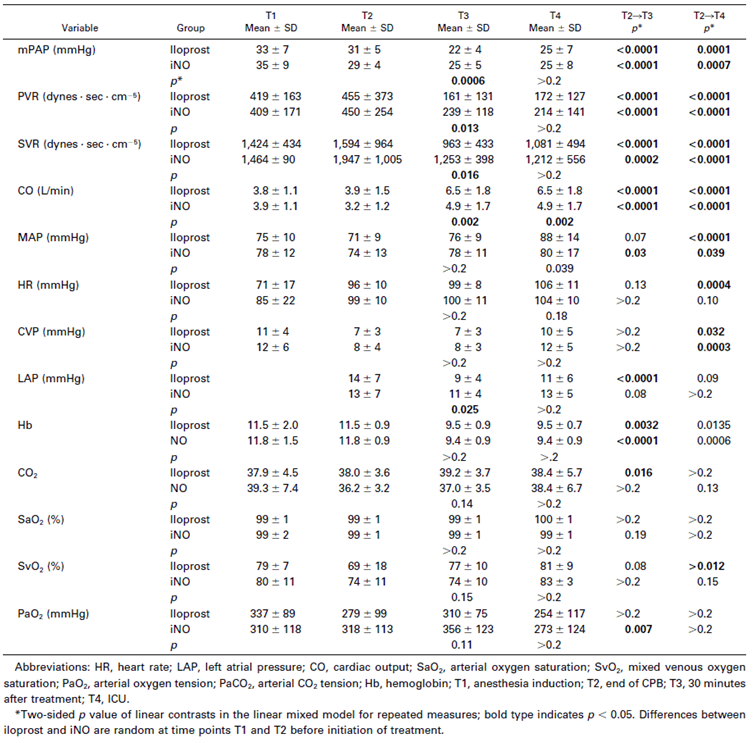 Variable Group T1 Mean ± SD T2 Mean ± SD T3 Mean ± SD T4 Mean ± SD T2→T3 p* T2→T4 p*
mPAP (mmHg) Iloprost 33 ± 7 31 ± 5 22 ± 4 25 ± 7 <0.0001 0.0001
iNO 35 ± 9 29 ± 4 25 ± 5 25 ± 8 <0.0001 0.0007
p* 0.0006 >0.2
PVR (dynes · sec · cm⁻⁵) Iloprost 419 ± 163 455 ± 373 161 ± 131 172 ± 127 <0.0001 <0.0001
iNO 409 ± 171 450 ± 254 239 ± 118 214 ± 141 <0.0001 <0.0001
p 0.013 >0.2
SVR (dynes · sec · cm⁻⁵) Iloprost 1,424 ± 434 1,594 ± 964 963 ± 433 1,081 ± 494 <0.0001 <0.0001
iNO 1,464 ± 90 1,947 ± 1,005 1,253 ± 398 1,212 ± 556 0.0002 <0.0001
p 0.016 >0.2
CO (L/min) Iloprost 3.8 ± 1.1 3.9 ± 1.5 6.5 ± 1.8 6.5 ± 1.8 <0.0001 <0.0001
iNO 3.9 ± 1.1 3.2 ± 1.2 4.9 ± 1.7 4.9 ± 1.7 <0.0001 <0.0001
p 0.002 0.002
MAP (mmHg) Iloprost 75 ± 10 71 ± 9 76 ± 9 88 ± 14 0.07 <0.0001
iNO 78 ± 12 74 ± 13 78 ± 11 80 ± 17 0.03 0.039
p >0.2 0.039
HR (mmHg) Iloprost 71 ± 17 96 ± 10 99 ± 8 106 ± 11 0.13 0.0004
iNO 85 ± 22 99 ± 10 100 ± 11 104 ± 10 >0.2 0.10
p >0.2 0.18
CVP (mmHg) Iloprost 11 ± 4 7 ± 3 7 ± 3 10 ± 5 >0.2 0.032
iNO 12 ± 6 8 ± 4 8 ± 3 12 ± 5 >0.2 0.0003
p >0.2 >0.2
LAP (mmHg) Iloprost 14 ± 7 9 ± 4 11 ± 6 <0.0001 0.09
iNO 13 ± 7 11 ± 4 13 ± 5 0.08 >0.2
p 0.025 >0.2
Hb Iloprost 11.5 ± 2.0 11.5 ± 0.9 9.5 ± 0.9 9.5 ± 0.7 0.0032 0.0135
NO 11.8 ± 1.5 11.8 ± 0.9 9.4 ± 0.9 9.4 ± 0.9 <0.0001 0.0006
p >0.2 >.2
CO₂ Iloprost 37.9 ± 4.5 38.0 ± 3.6 39.2 ± 3.7 38.4 ± 5.7 0.016 >0.2
NO 39.3 ± 7.4 36.2 ± 3.2 37.0 ± 3.5 38.4 ± 6.7 >0.2 0.13
p 0.14 >0.2
SaO₂ (%) Iloprost 99 ± 1 99 ± 1 99 ± 1 100 ± 1 >0.2 >0.2
iNO 99 ± 2 99 ± 1 99 ± 1 99 ± 1 0.19 >0.2
p >0.2 >0.2
SvO₂ (%) Iloprost 79 ± 7 69 ± 18 77 ± 10 81 ± 9 0.08 >0.012
iNO 80 ± 11 74 ± 11 74 ± 10 83 ± 3 >0.2 0.15
p 0.15 >0.2
PaO₂ (mmHg) Iloprost 337 ± 89 279 ± 99 310 ± 75 254 ± 117 >0.2 >0.2
iNO 310 ± 118 318 ± 113 356 ± 123 273 ± 124 0.007 >0.2
p 0.11 >0.2
Abbreviations: HR, heart rate; LAP, left atrial pressure; CO, cardiac output; SaO₂, arterial oxygen saturation; SvO₂, mixed venous oxygen
saturation; PaO₂, arterial oxygen tension; PaCO₂, arterial CO₂ tension; Hb, hemoglobin; T1, anesthesia induction; T2, end of CPB; T3, 30 minutes
after treatment; T4, ICU.
*Two-sided p value of linear contrasts in the linear mixed model for repeated measures; bold type indicates p < 0.05. Differences between
iloprost and iNO are random at time points T1 and T2 before initiation of treatment.